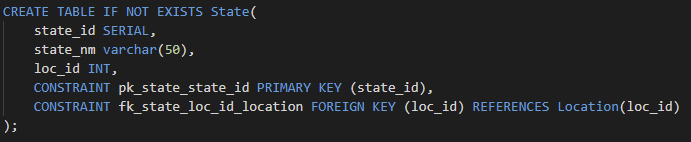 CREATE TABLE IF NOT EXISTS State(
    state_id SERIAL,
    state_nm varchar(50),
    loc_id INT,
    CONSTRAINT pk_state_state_id PRIMARY KEY (state_id),
    CONSTRAINT fk_state_loc_id_location FOREIGN KEY (loc_id) REFERENCES Location(loc_id)
);